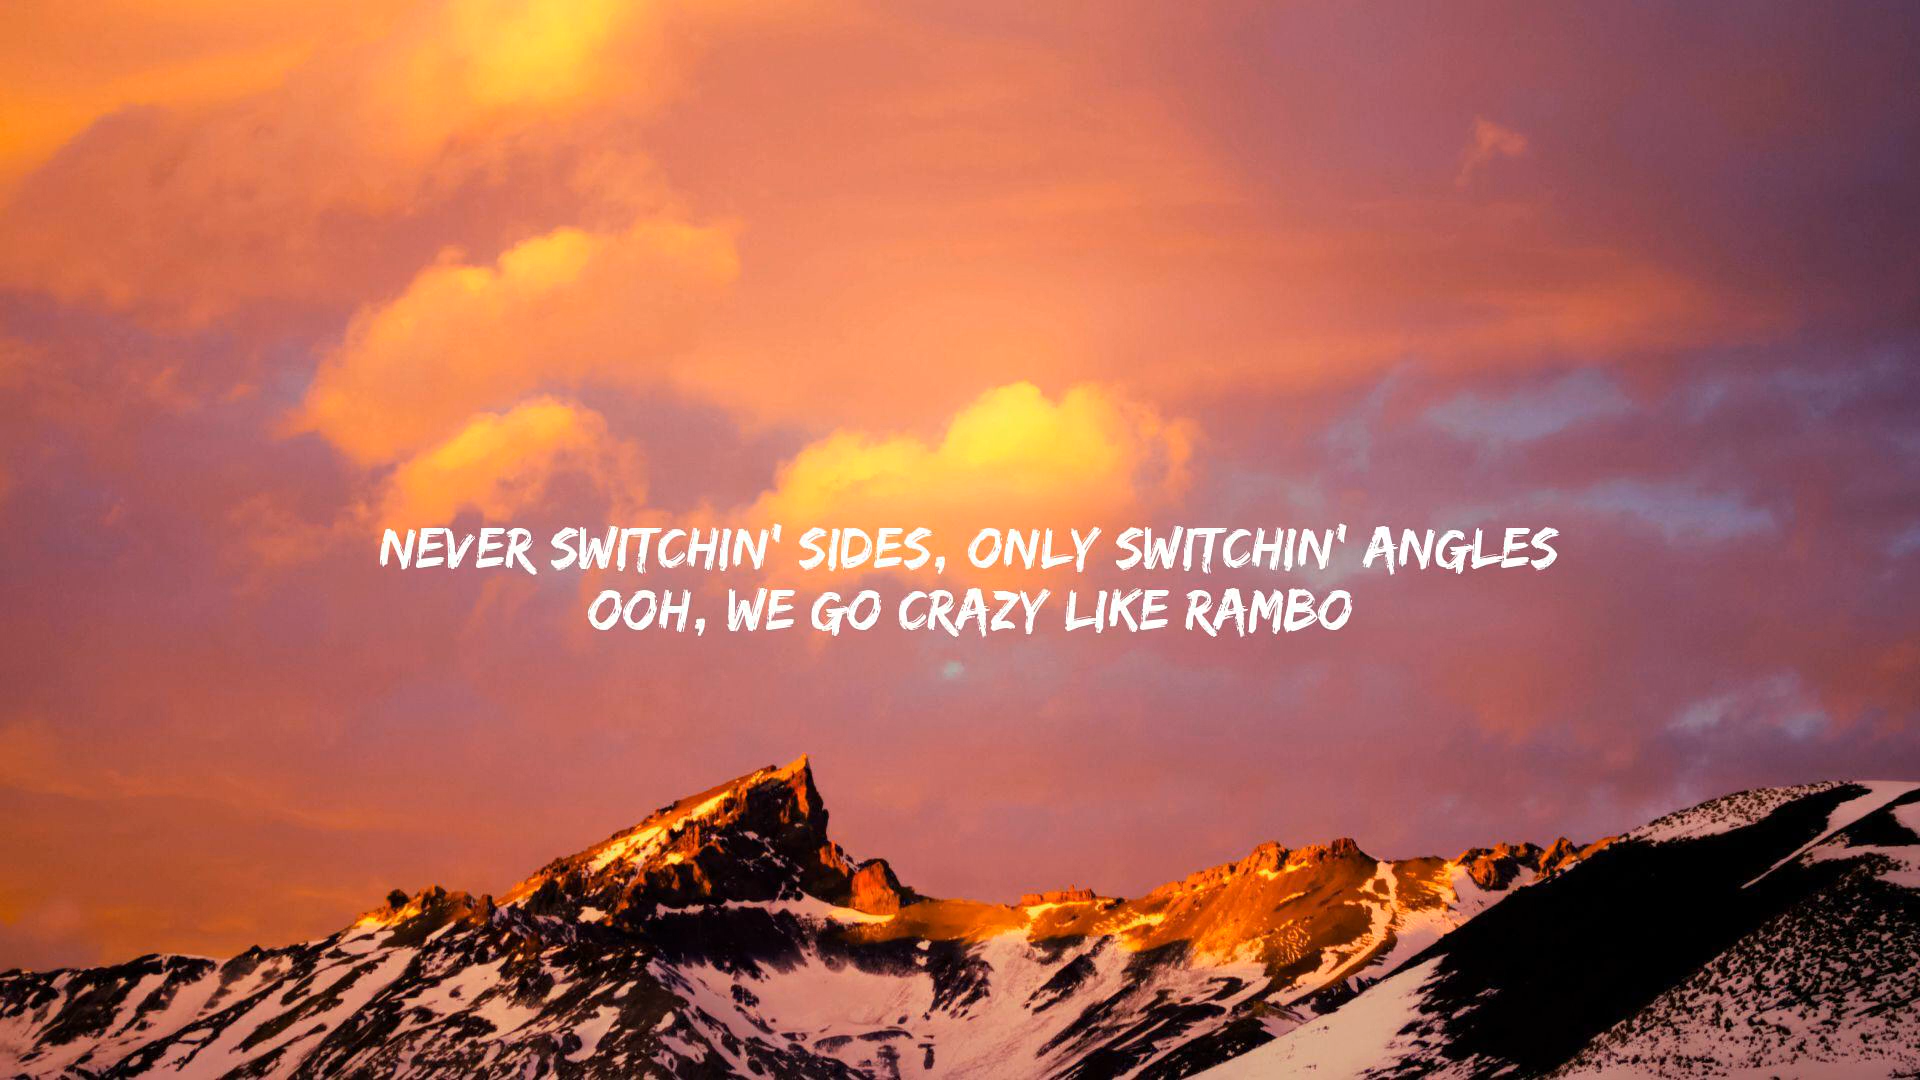 NEVER SWITCHIN' SIDES, ONLY SWITCHIN' ANGLES
OOH, WE GO CRAZY LIKE RAMBO